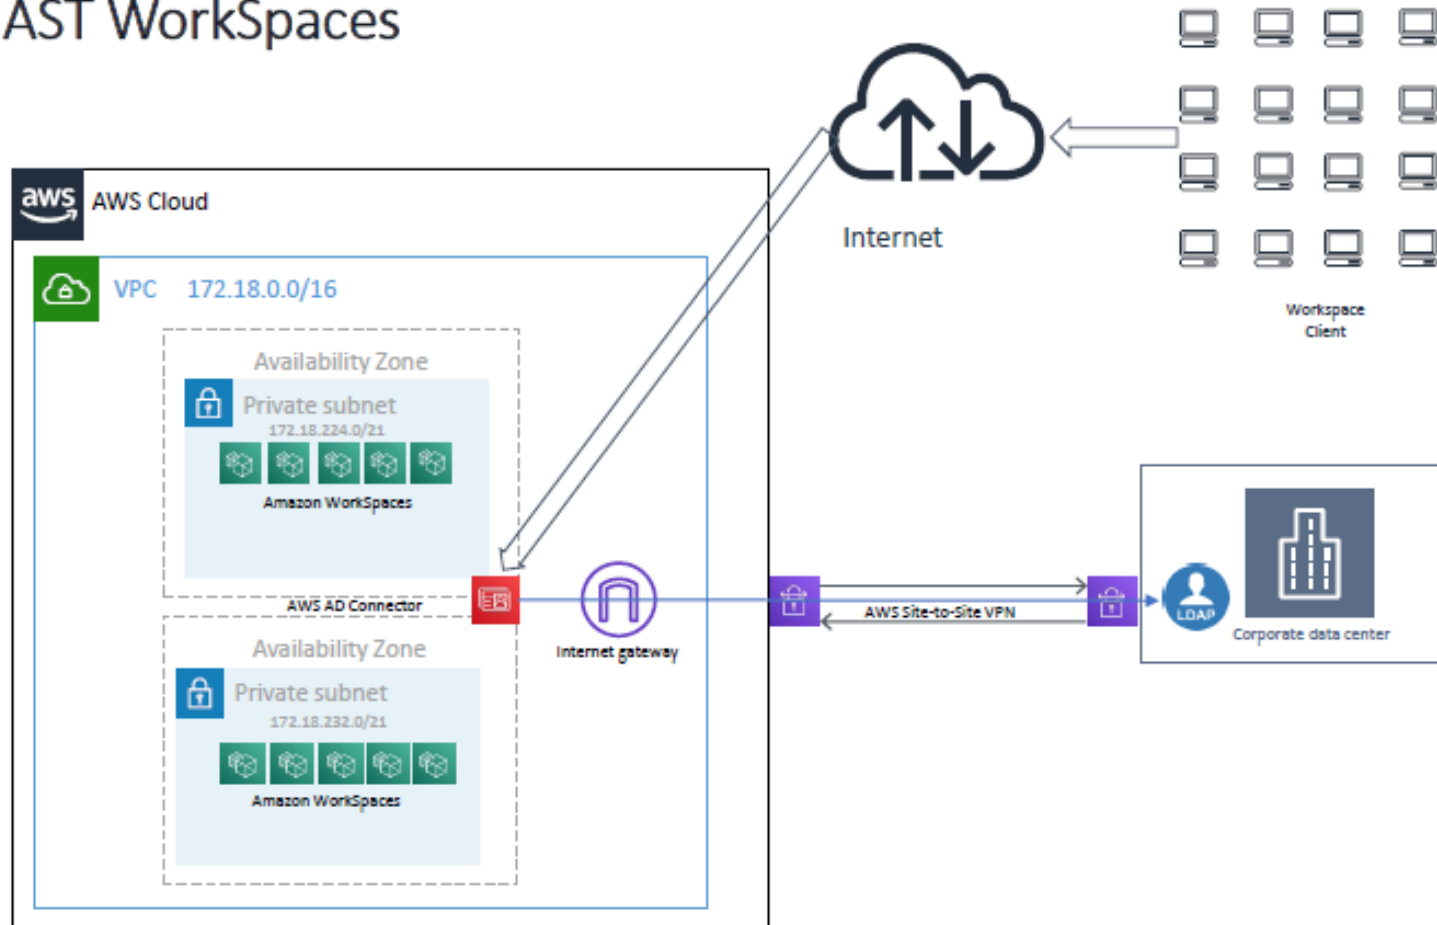 AST WorkSpaces
Internet
Workspace
Client
aws
AWS Cloud
VPC 172.18.0.0/16
Availability Zone
Private subnet
172.18.224.0/21
Amazon WorkSpaces
AWS AD Connector
Internet gateway
AWS Site-to-Site VPN
LDAP
Corporate data center
Availability Zone
Private subnet
172.18.232.0/21
Amazon WorkSpaces